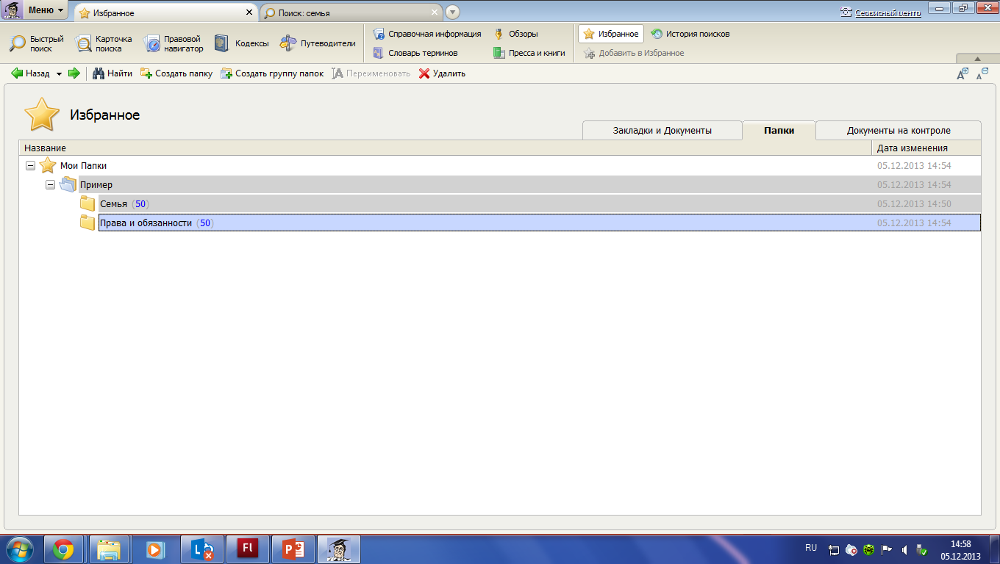 Меню
Избранное
Поиск: семья
Сервисный центр
Быстрый поиск
Карточка поиска
Правовой навигатор
Кодексы
Путеводители
Справочная информация
Словарь терминов
Обзоры
Пресса и книги
Избранное
История поисков
Добавить в Избранное
Назад
Найти
Создать папку
Создать группу папок
Переименовать
Удалить
Избранное
Закладки и Документы
Папки
Документы на контроле
Название
Дата изменения
Мои Папки 05.12.2013 14:54
Пример 05.12.2013 14:54
Семья (50) 05.12.2013 14:50
Права и обязанности (50) 05.12.2013 14:54
RU
14:58
05.12.2013